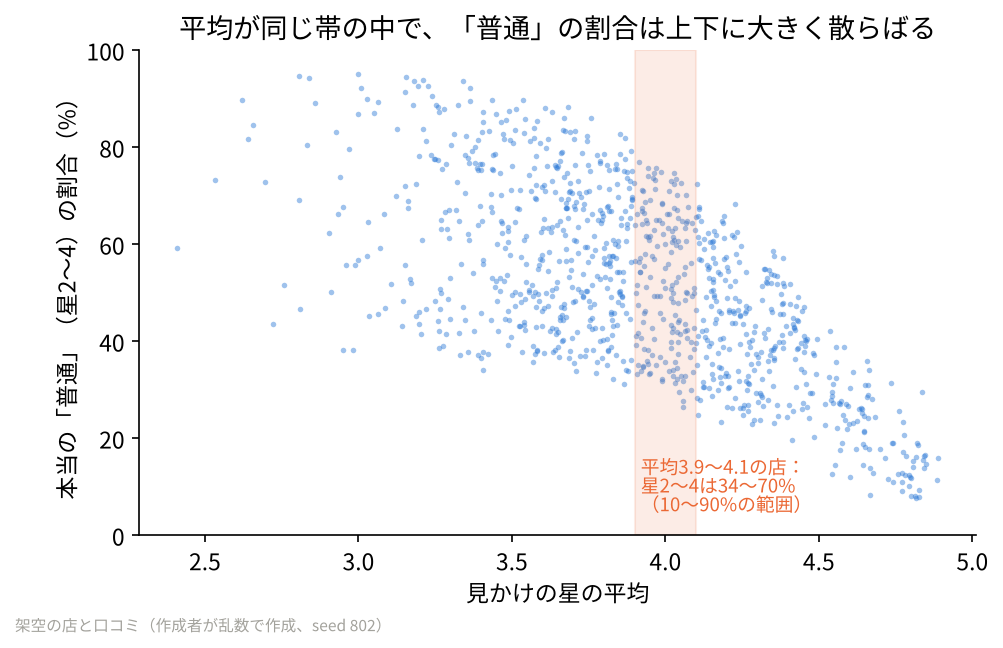 平均が同じ帯の中で、「普通」の割合は上下に大きく散らばる
100
80
60
40
20
0
本当の「普通」（星2〜4）の割合（%）
平均3.9〜4.1の店：
星2〜4は34〜70%
（10〜90%の範囲）
2.5
3.0
3.5
4.0
4.5
5.0
見かけの星の平均
架空の店と口コミ（作成者が乱数で作成、seed 802）